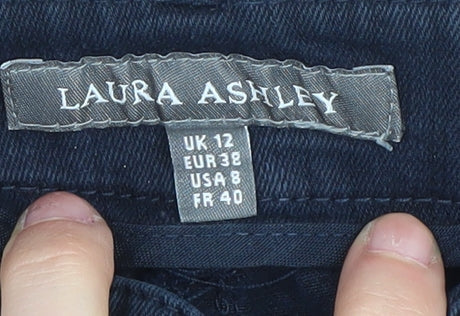 LAURA ASHLEY
UK 12
EUR 38
USA 8
FR 40